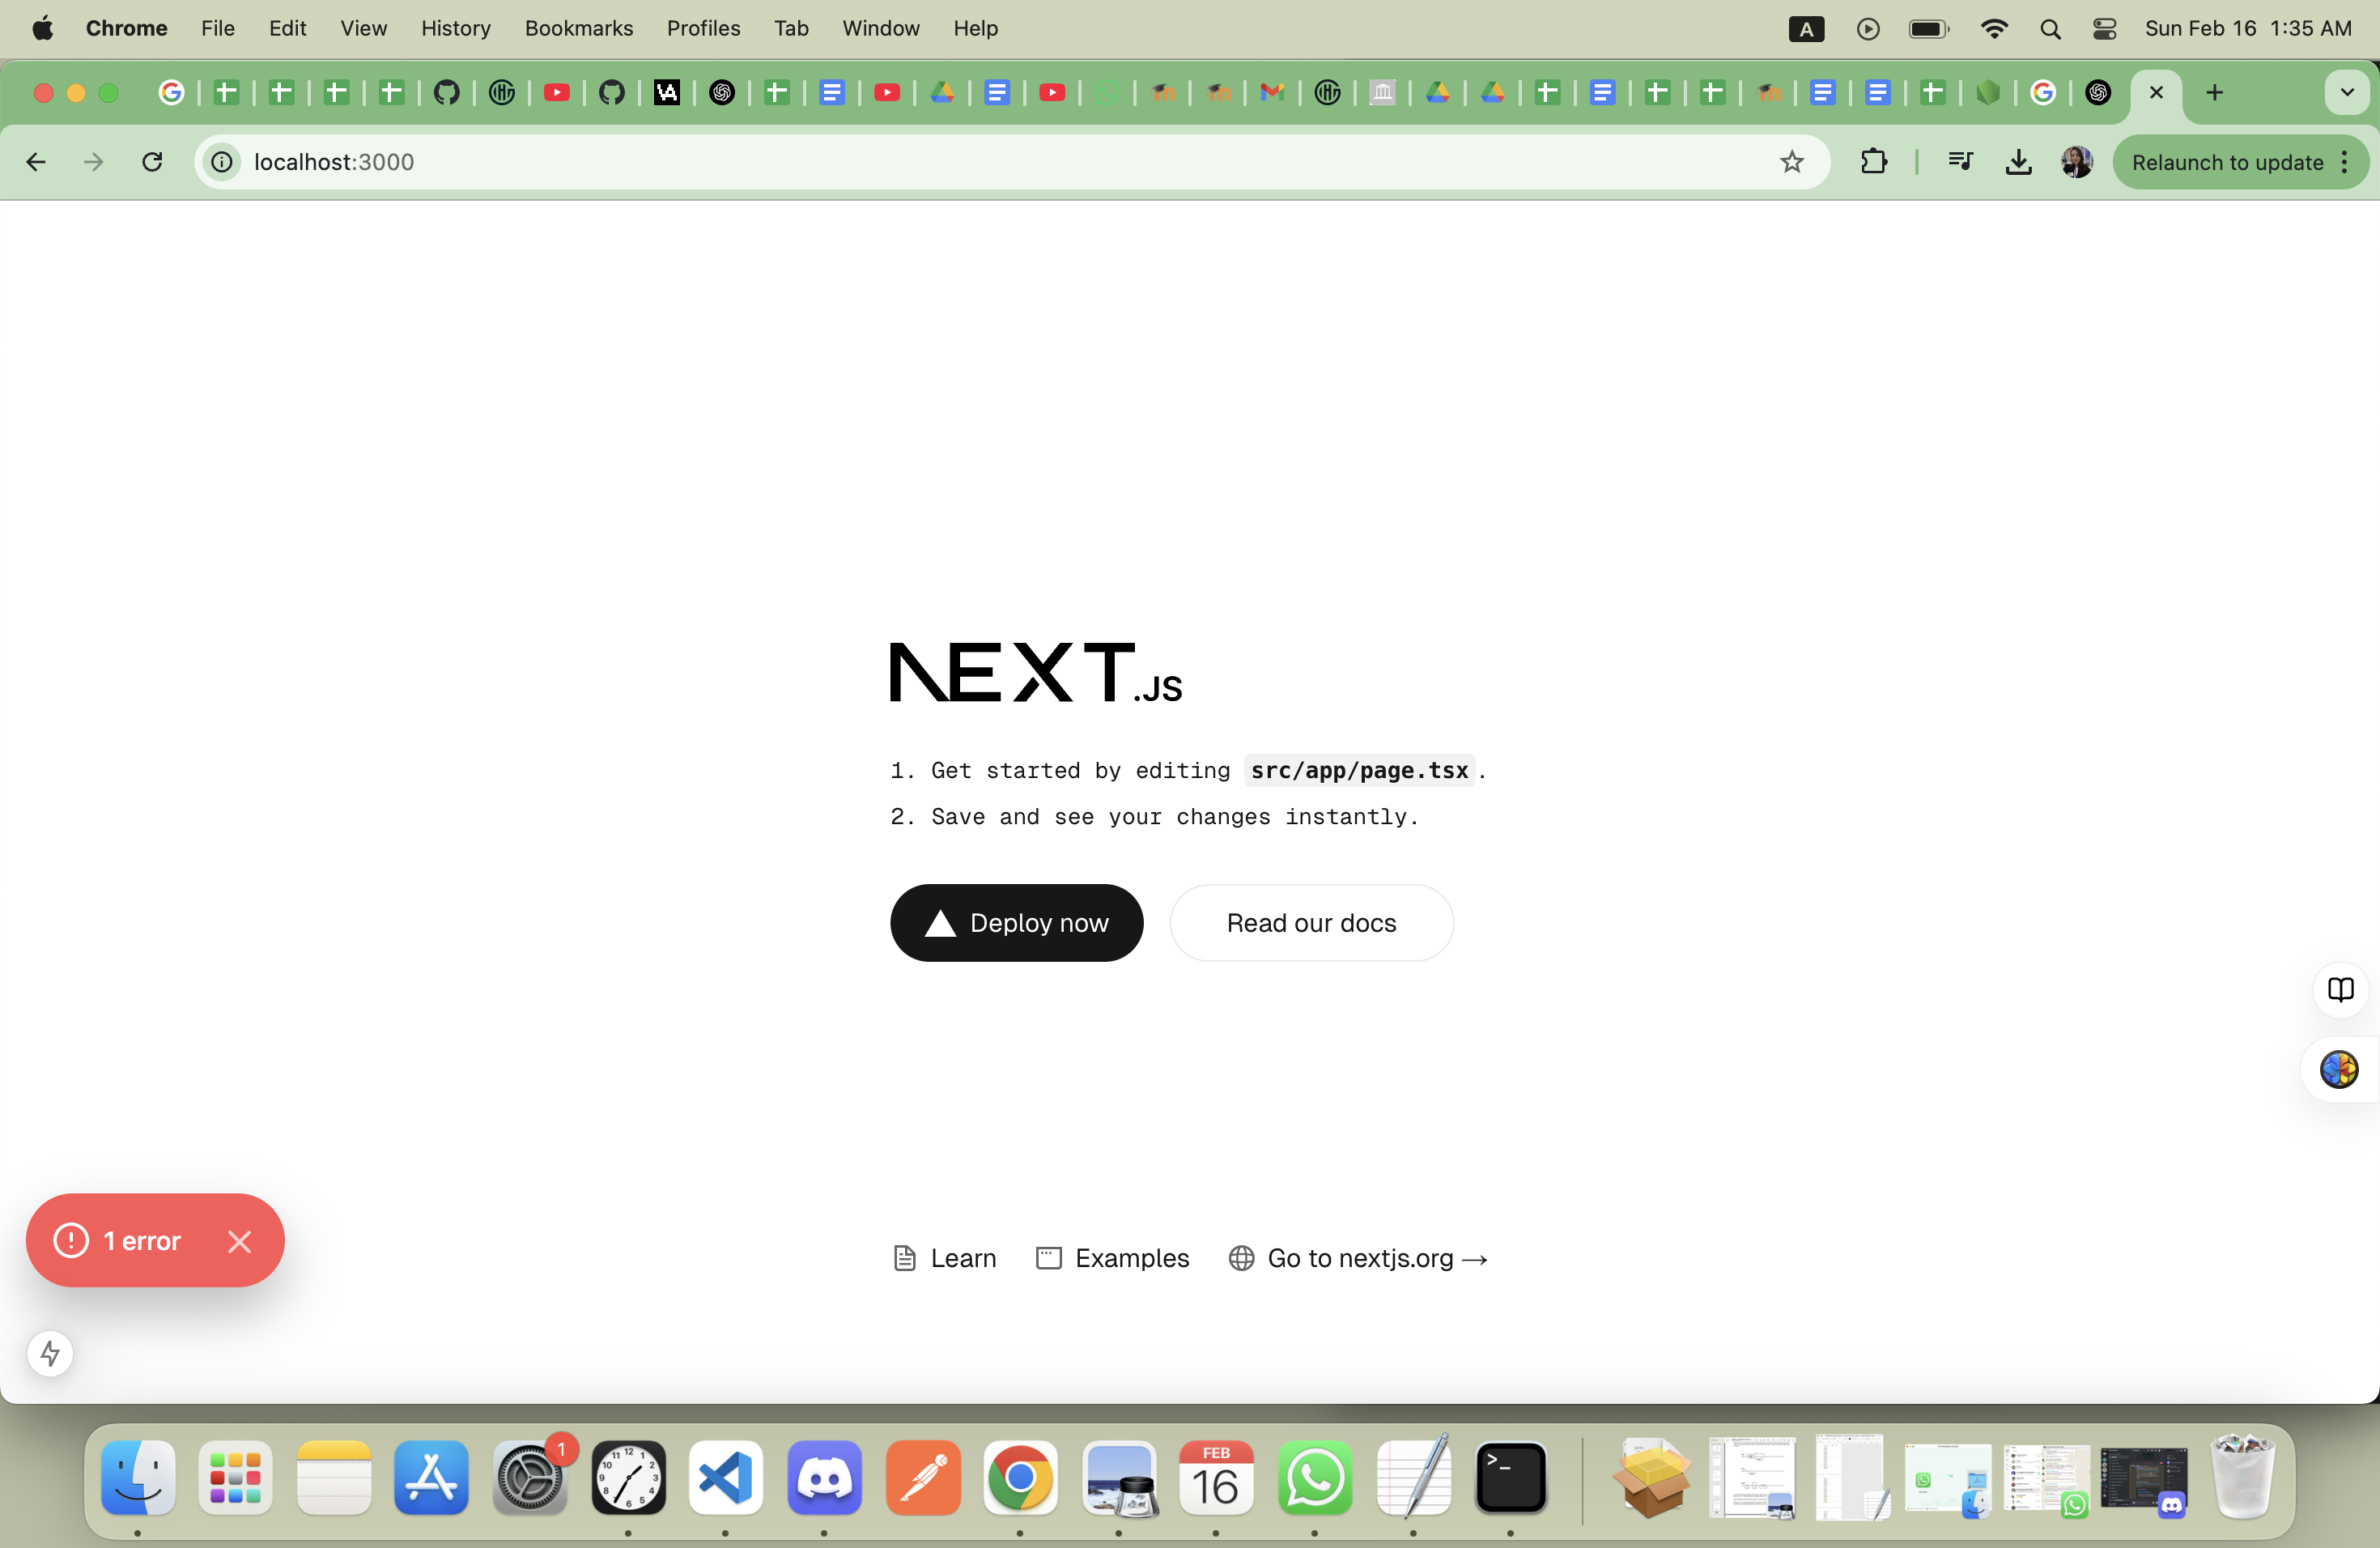 Chrome File Edit View History Bookmarks Profiles Tab Window Help A Sun Feb 16 1:35 AM
localhost:3000 Relaunch to update
NEXT.JS
1. Get started by editing src/app/page.tsx.
2. Save and see your changes instantly.
Deploy now Read our docs
1 error
Learn Examples Go to nextjs.org →
1
FEB
16